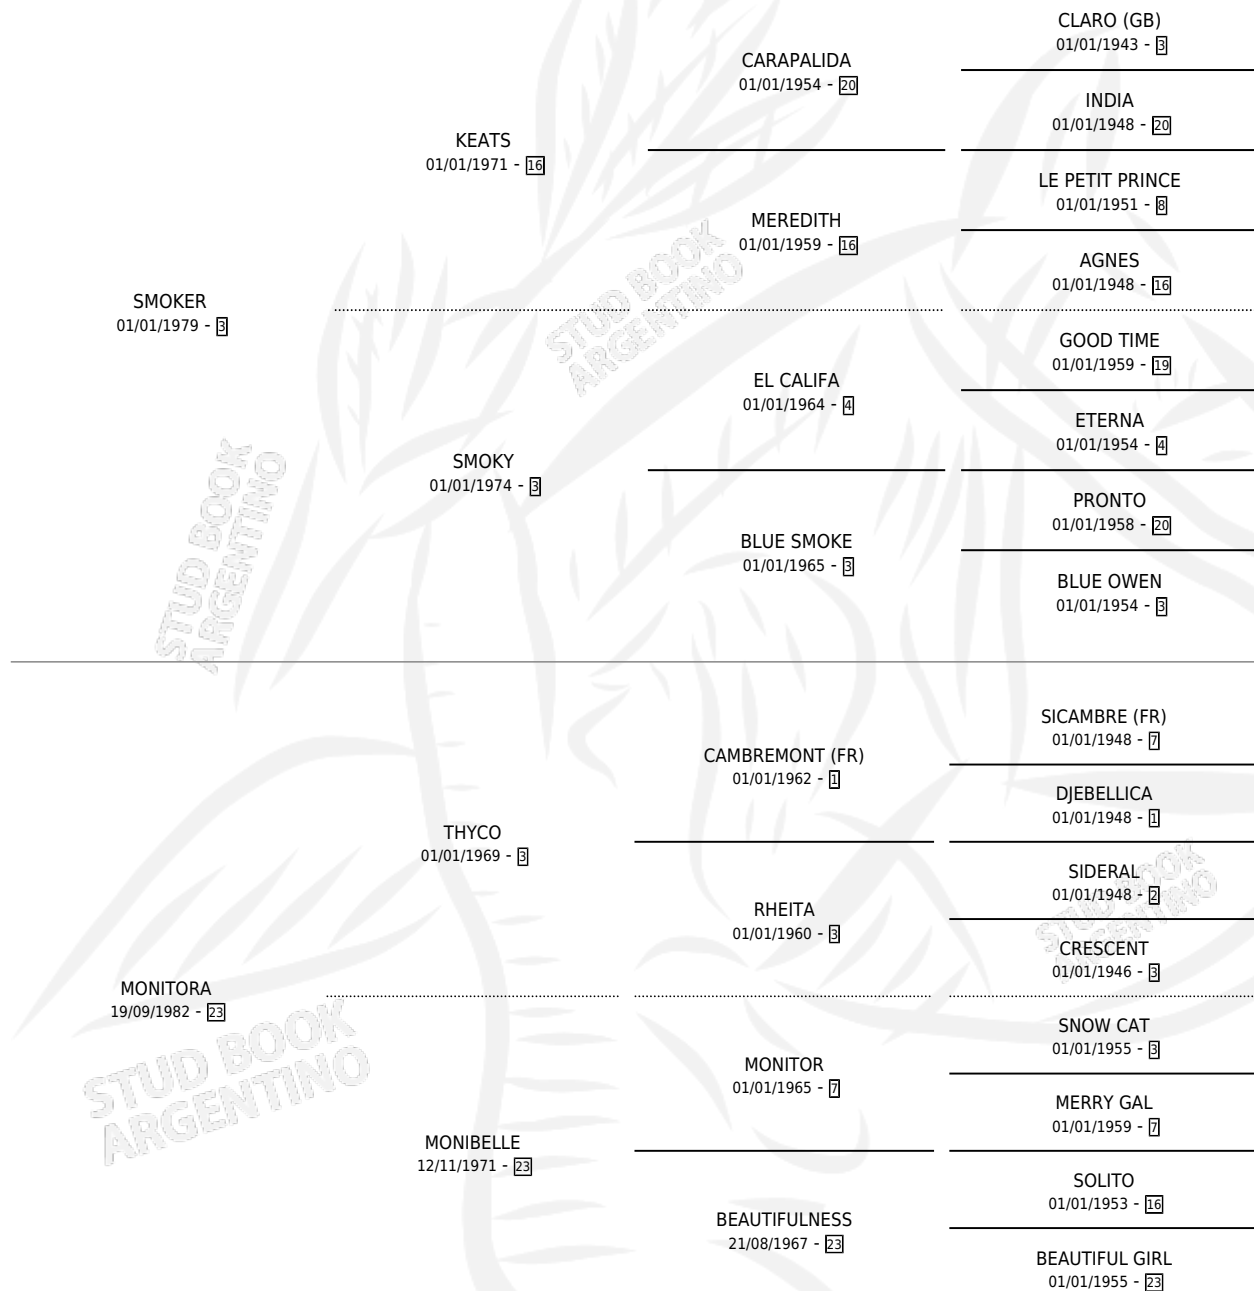 SMOKER
01/01/1979 - 3
KEATS
01/01/1971 - 16
SMOKY
01/01/1974 - 3
CARAPALIDA
01/01/1954 - 20
MEREDITH
01/01/1959 - 16
EL CALIFA
01/01/1964 - 4
BLUE SMOKE
01/01/1965 - 3
CLARO (GB)
01/01/1943 - 3
INDIA
01/01/1948 - 20
LE PETIT PRINCE
01/01/1951 - 8
AGNES
01/01/1948 - 16
GOOD TIME
01/01/1959 - 19
ETERNA
01/01/1954 - 4
PRONTO
01/01/1958 - 20
BLUE OWEN
01/01/1954 - 3
MONITORA
19/09/1982 - 23
THYCO
01/01/1969 - 3
MONIBELLE
12/11/1971 - 23
CAMBREMONT (FR)
01/01/1962 - 1
RHEITA
01/01/1960 - 3
MONITOR
01/01/1965 - 7
BEAUTIFULNESS
21/08/1967 - 23
SICAMBRE (FR)
01/01/1948 - 7
DJEBELLICA
01/01/1948 - 1
SIDERAL
01/01/1948 - 2
CRESCENT
01/01/1946 - 3
SNOW CAT
01/01/1955 - 3
MERRY GAL
01/01/1959 - 7
SOLITO
01/01/1953 - 16
BEAUTIFUL GIRL
01/01/1955 - 23
STUD BOOK
ARGENTINO
STUD BOOK
ARGENTINO
STUD BOOK
ARGENTINO
STUD BOOK
ARGENTINO